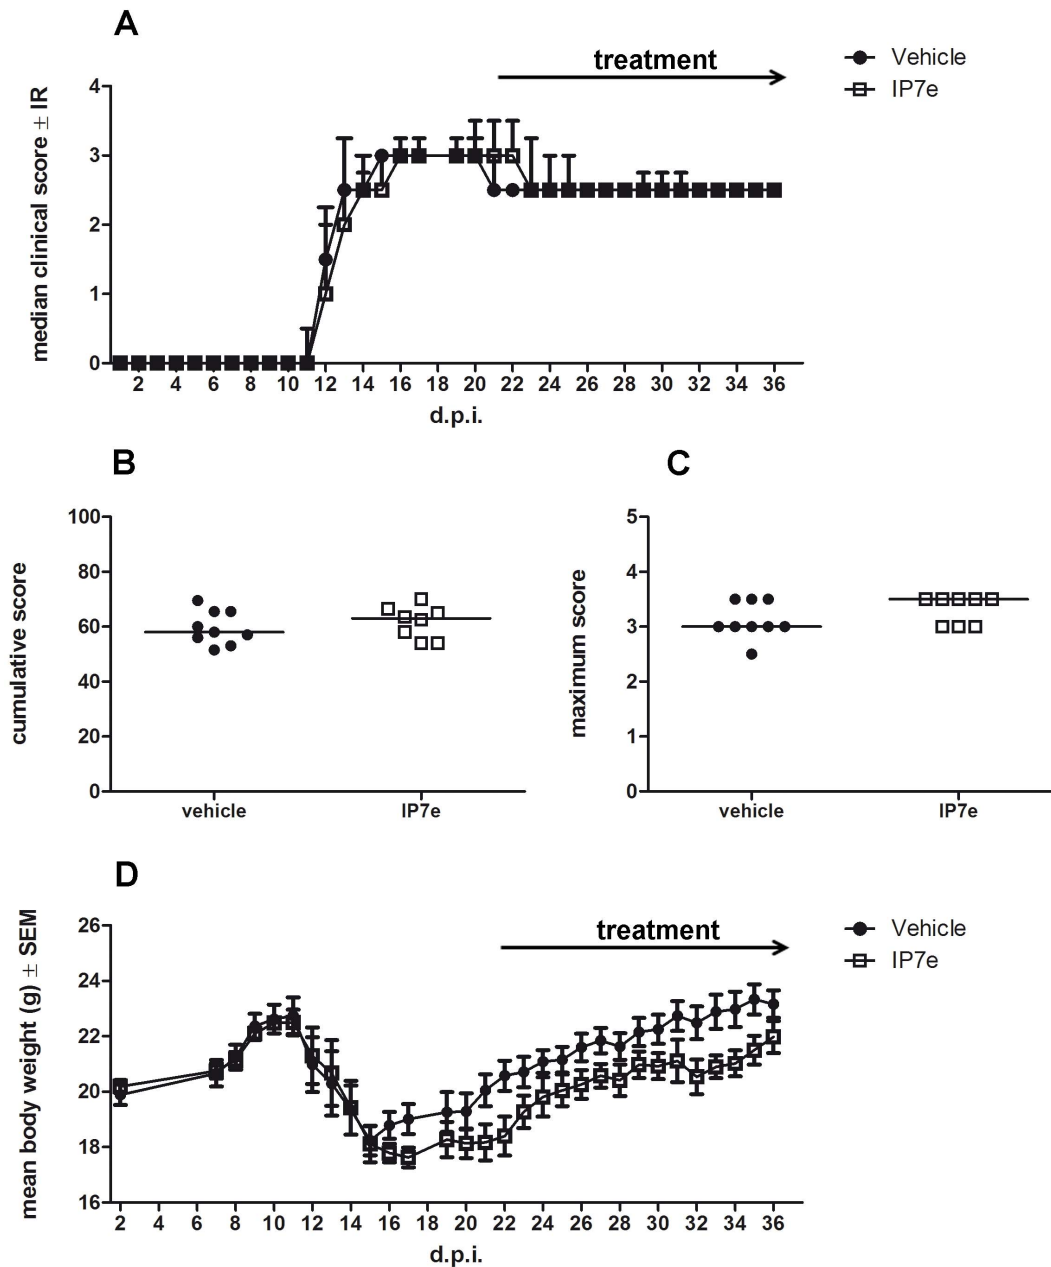 A
treatment
Vehicle
IP7e
median clinical score ± IR
4
3
2
1
0
2 4 6 8 10 12 14 16 18 20 22 24 26 28 30 32 34 36
d.p.i.
B
cumulative score
100
80
60
40
20
0
vehicle IP7e
C
maximum score
5
4
3
2
1
0
vehicle IP7e
D
treatment
Vehicle
IP7e
mean body weight (g) ± SEM
26
24
22
20
18
16
2 4 6 8 10 12 14 16 18 20 22 24 26 28 30 32 34 36
d.p.i.